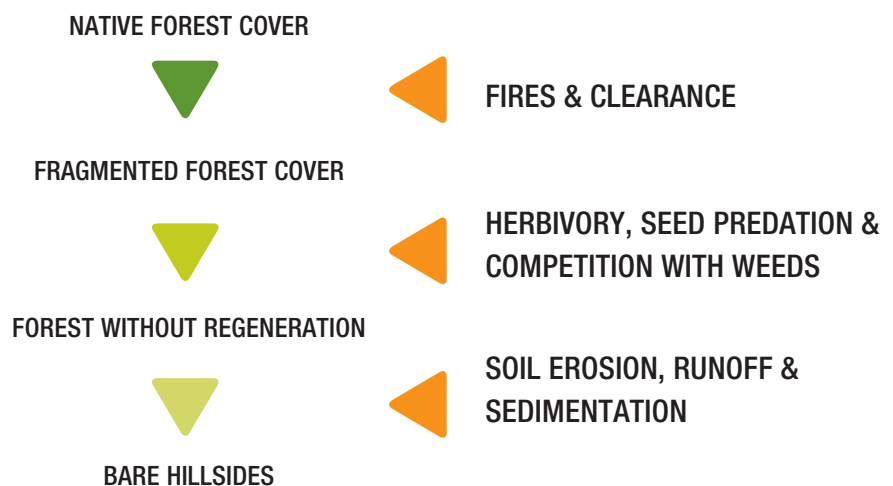 NATIVE FOREST COVER
FIRES & CLEARANCE
FRAGMENTED FOREST COVER
HERBIVORY, SEED PREDATION &
COMPETITION WITH WEEDS
FOREST WITHOUT REGENERATION
SOIL EROSION, RUNOFF &
SEDIMENTATION
BARE HILLSIDES